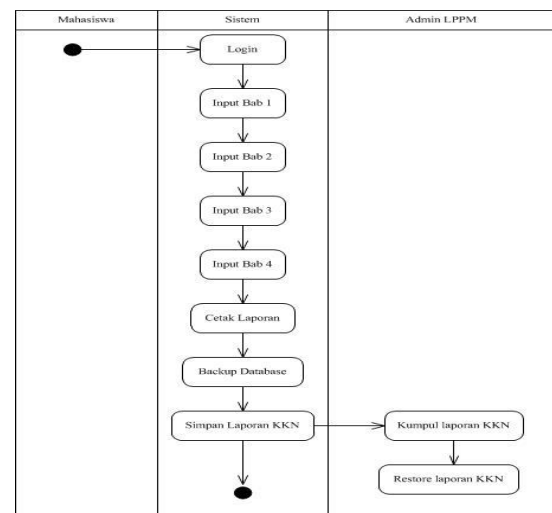 Mahasiswa
Sistem
Admin LPPM
Login
Input Bab 1
Input Bab 2
Input Bab 3
Input Bab 4
Cetak Laporan
Backup Database
Simpan Laporan KKN
Kumpul laporan KKN
Restore laporan KKN